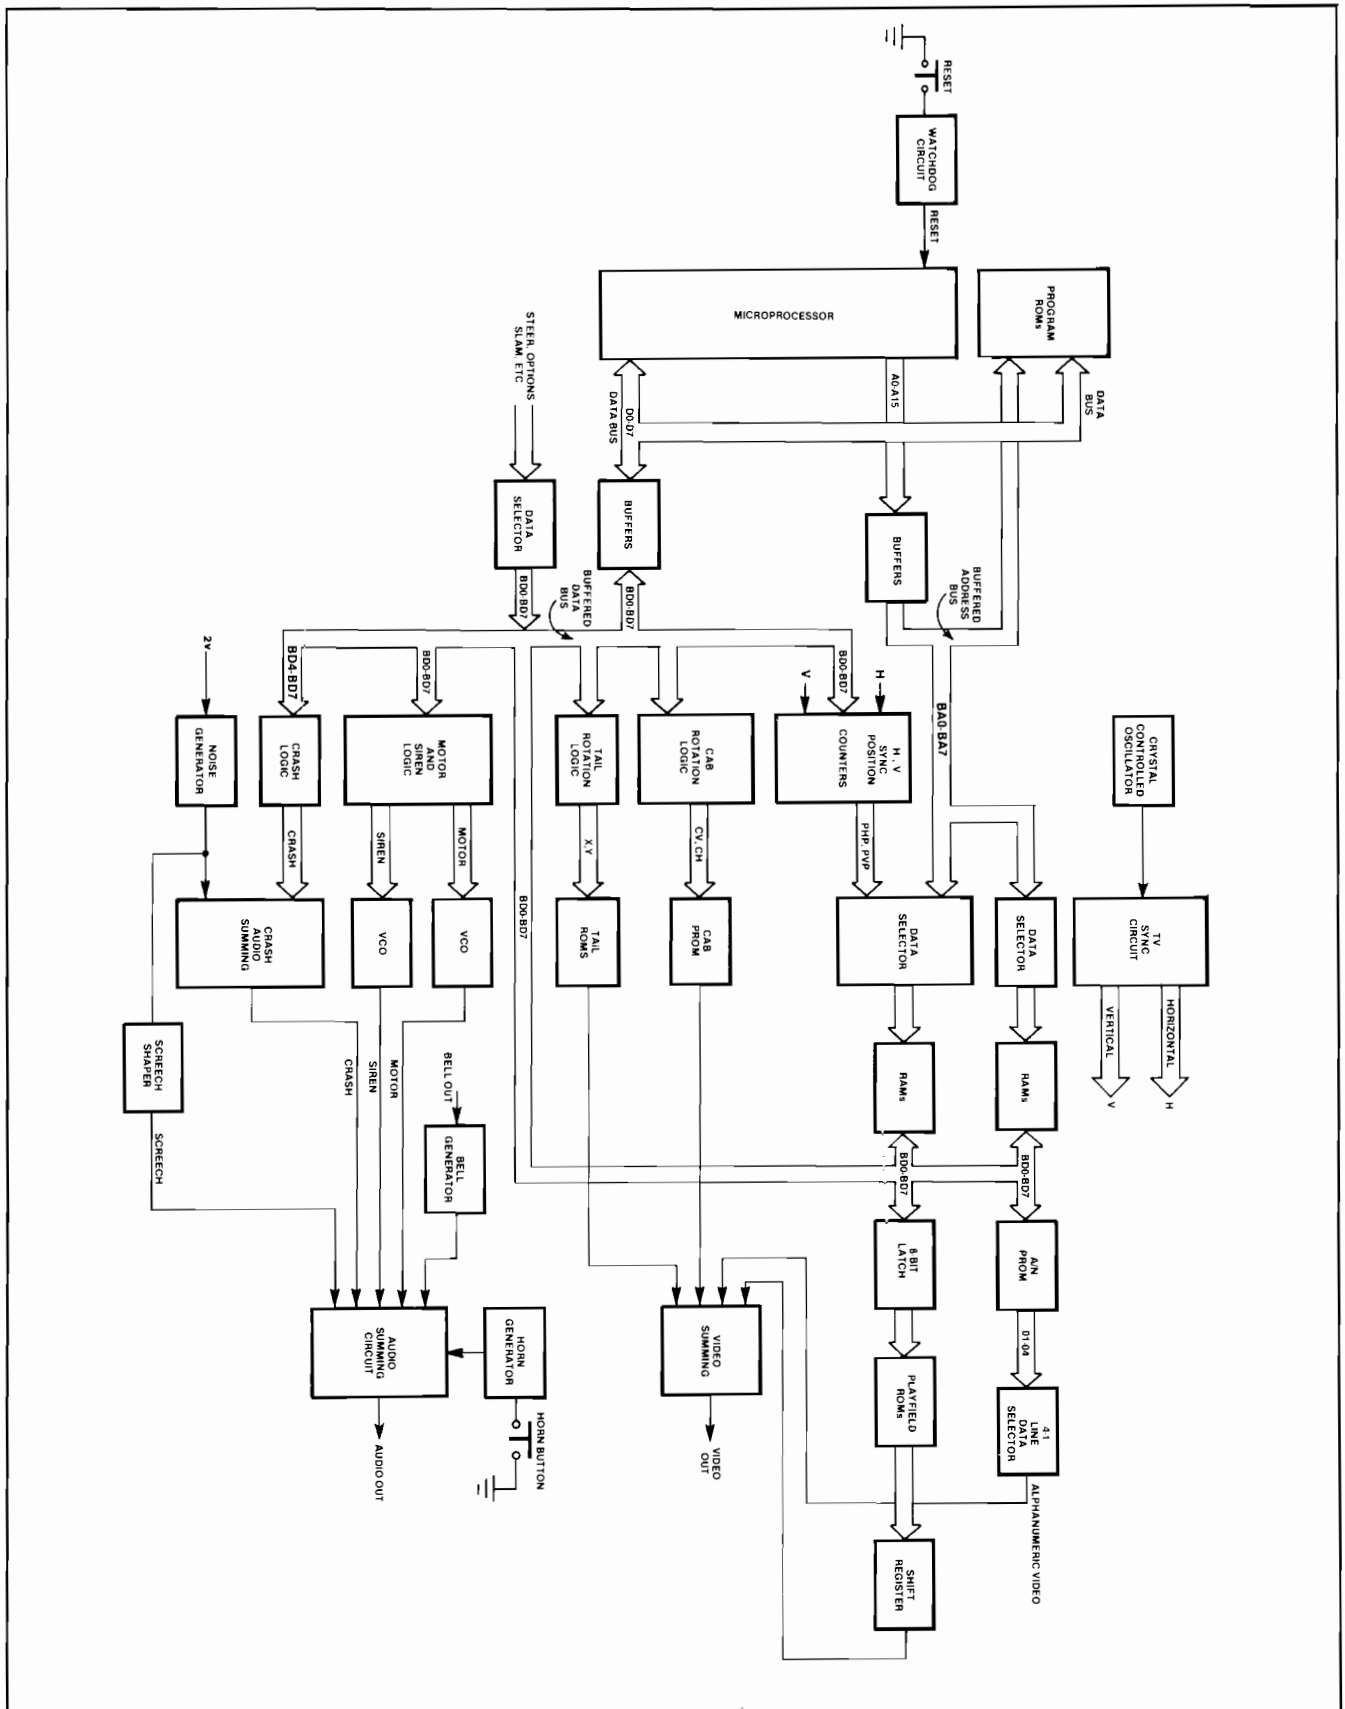 RESET
WATCHDOG
CIRCUIT
RESET
PROGRAM
ROMs
MICROPROCESSOR
STEER, OPTIONS
SLAM, ETC
A0-A15
DATA
BUS
D0-D7
DATA BUS
DATA
SELECTOR
BUFFERS
BUFFERS
BD0-BD7
BUFFERED
DATA
BUS
BD0-BD7
BUFFERED
ADDRESS
BUS
2v
BD4-BD7
BD0-BD7
BD0-BD7
V
H
BA0-BA7
NOISE
GENERATOR
CRASH
LOGIC
MOTOR
AND
SIREN
LOGIC
TAIL
ROTATION
LOGIC
CAB
ROTATION
LOGIC
H, V
SYNC
POSITION
COUNTERS
CRYSTAL
CONTROLLED
OSCILLATOR
CRASH
SIREN
MOTOR
X,Y
CV, CH
PHP, PVP
CRASH
AUDIO
SUMMING
VCO
VCO
BD0-BD7
TAIL
ROMS
CAB
PROM
DATA
SELECTOR
DATA
SELECTOR
TV
SYNC
CIRCUIT
VERTICAL
HORIZONTAL
V
H
SCREECH
SHAPER
SCREECH
CRASH
SIREN
MOTOR
BELL OUT
BELL
GENERATOR
RAMs
RAMs
BD0-BD7
BD0-BD7
8-BIT
LATCH
A/N
PROM
01-04
AUDIO
SUMMING
CIRCUIT
HORN
GENERATOR
HORN BUTTON
AUDIO OUT
VIDEO
SUMMING
VIDEO
OUT
PLAYFIELD
ROMs
4-1
LINE
DATA
SELECTOR
ALPHANUMERIC VIDEO
SHIFT
REGISTER